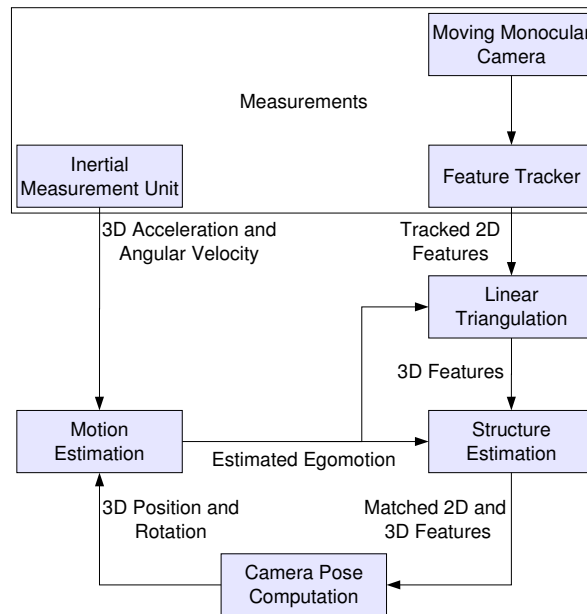 Moving Monocular
Camera
Measurements
Inertial
Measurement Unit
Feature Tracker
3D Acceleration and
Angular Velocity
Tracked 2D
Features
Linear
Triangulation
3D Features
Motion
Estimation
Estimated Egomotion
Structure
Estimation
3D Position and
Rotation
Matched 2D and
3D Features
Camera Pose
Computation